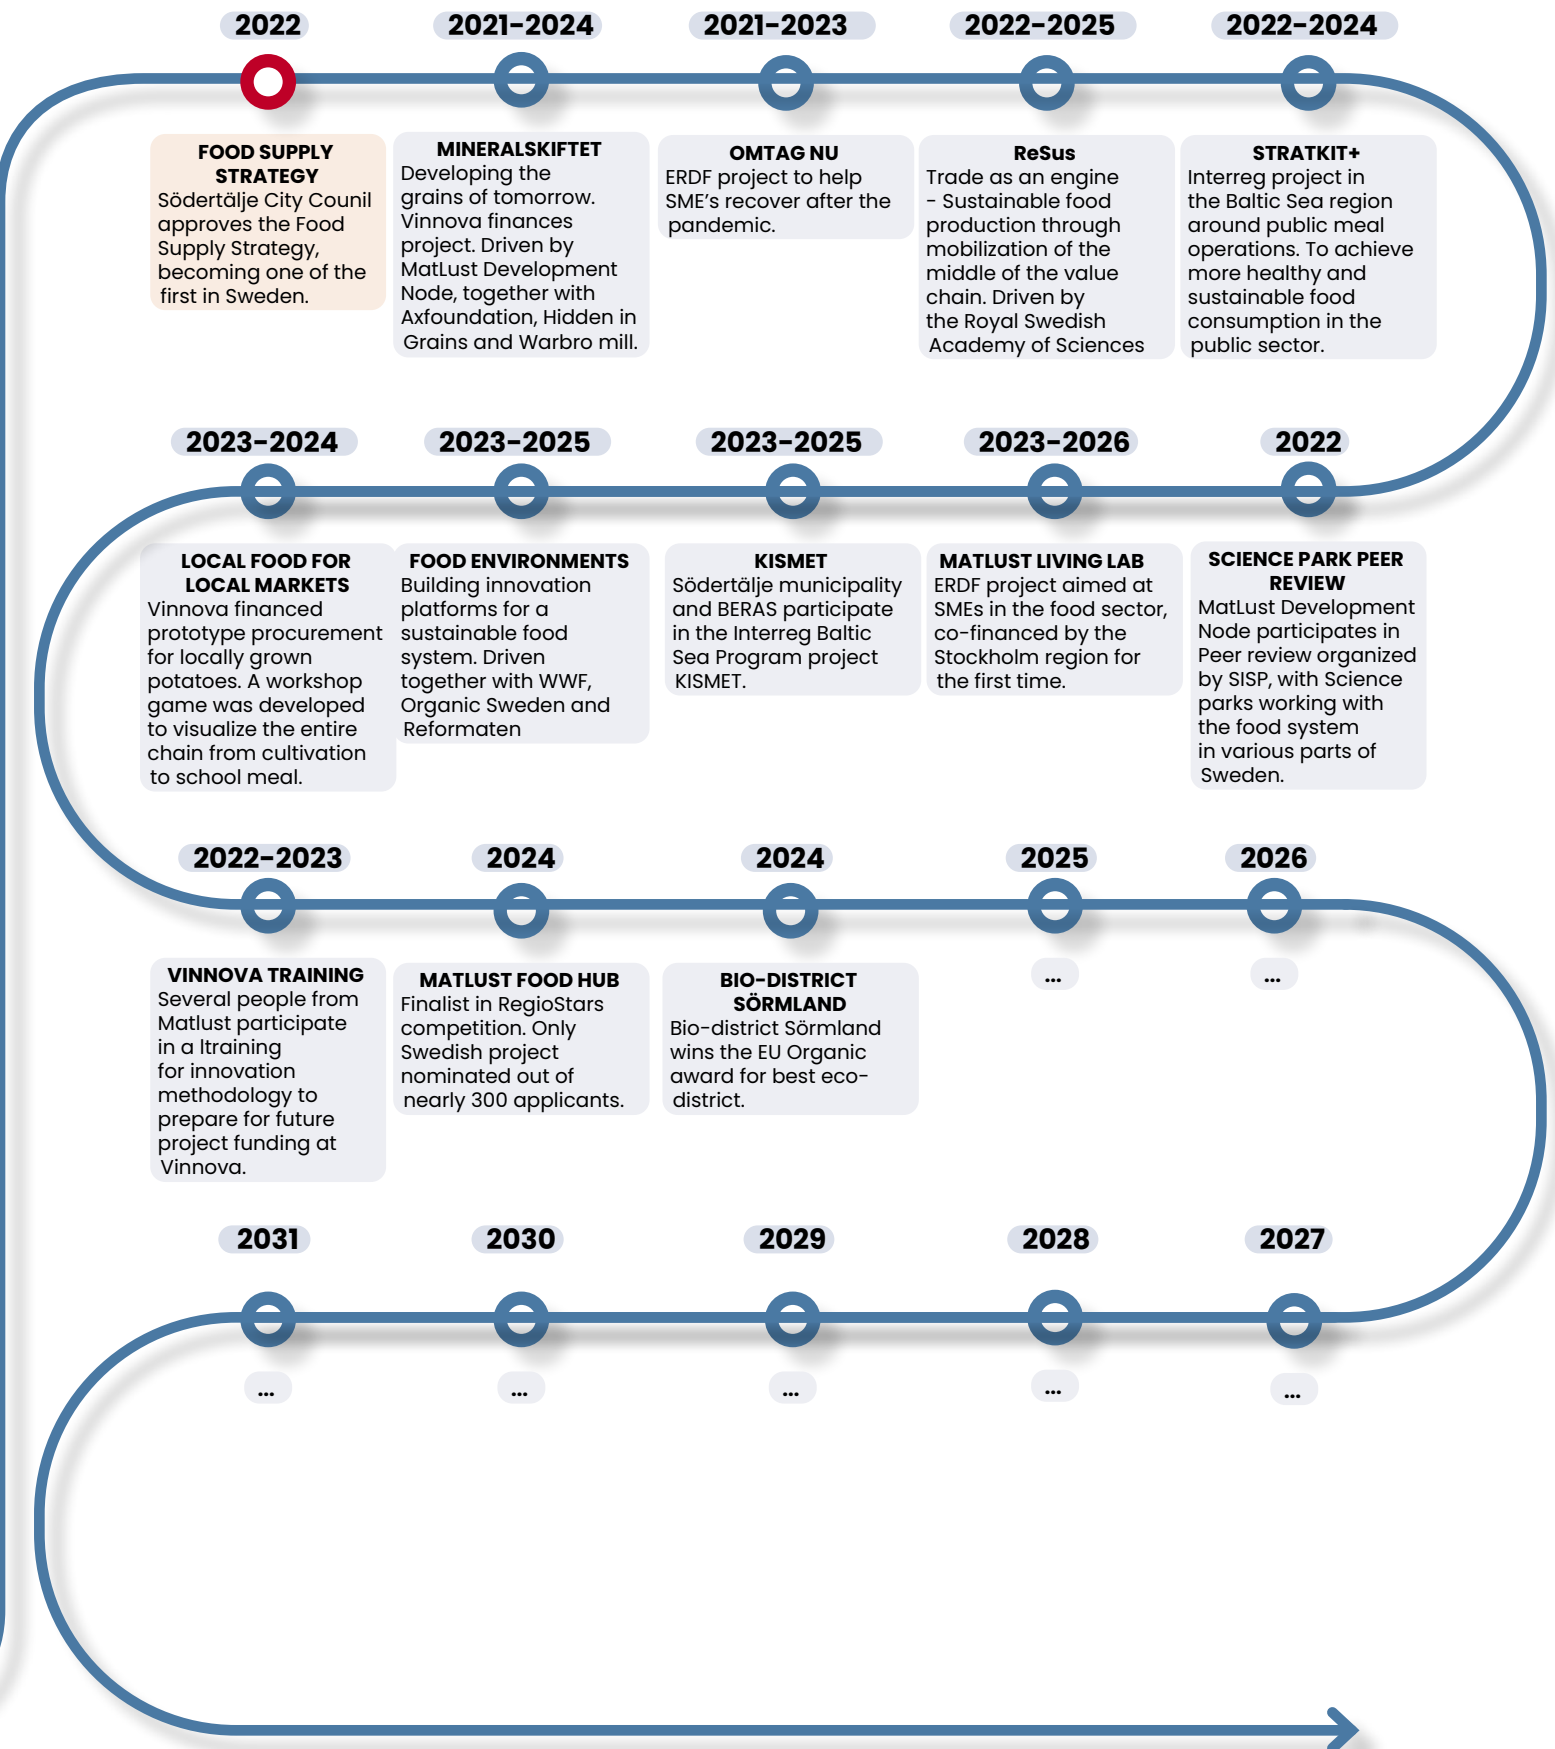 2022
FOOD SUPPLY
STRATEGY
Södertälje City Counil
approves the Food
Supply Strategy,
becoming one of the
first in Sweden.
2021-2024
MINERALSKIFTET
Developing the
grains of tomorrow.
Vinnova finances
project. Driven by
MatLust Development
Node, together with
Axfoundation, Hidden in
Grains and Warbro mill.
2021-2023
OMTAG NU
ERDF project to help
SME's recover after the
pandemic.
2022-2025
ReSus
Trade as an engine
- Sustainable food
production through
mobilization of the
middle of the value
chain. Driven by
the Royal Swedish
Academy of Sciences
2022-2024
STRATKIT+
Interreg project in
the Baltic Sea region
around public meal
operations. To achieve
more healthy and
sustainable food
consumption in the
public sector.
2023-2024
LOCAL FOOD FOR
LOCAL MARKETS
Vinnova financed
prototype procurement
for locally grown
potatoes. A workshop
game was developed
to visualize the entire
chain from cultivation
to school meal.
2023-2025
FOOD ENVIRONMENTS
Building innovation
platforms for a
sustainable food
system. Driven
together with WWF,
Organic Sweden and
Reformaten
2023-2025
KISMET
Södertälje municipality
and BERAS participate
in the Interreg Baltic
Sea Program project
KISMET.
2023-2026
MATLUST LIVING LAB
ERDF project aimed at
SMEs in the food sector,
co-financed by the
Stockholm region for
the first time.
2022
SCIENCE PARK PEER
REVIEW
MatLust Development
Node participates in
Peer review organized
by SISP, with Science
parks working with
the food system
in various parts of
Sweden.
2022-2023
VINNOVA TRAINING
Several people from
Matlust participate
in a ltraining
for innovation
methodology to
prepare for future
project funding at
Vinnova.
2024
MATLUST FOOD HUB
Finalist in RegioStars
competition. Only
Swedish project
nominated out of
nearly 300 applicants.
2024
BIO-DISTRICT
SÖRMLAND
Bio-district Sörmland
wins the EU Organic
award for best eco-
district.
2025
...
2026
...
2031
...
2030
...
2029
...
2028
...
2027
...